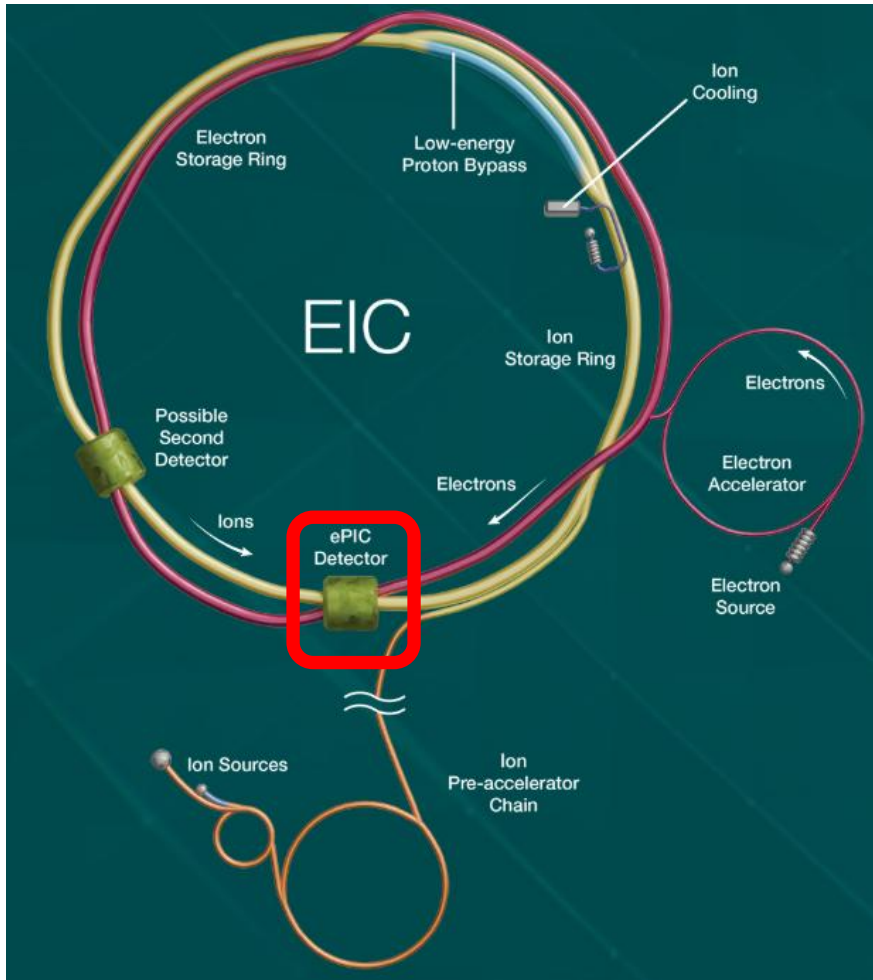 Ion
Cooling
Electron
Storage Ring
Low-energy
Proton Bypass
EIC
Ion
Storage Ring
Electrons
Possible
Second
Detector
Electron
Accelerator
Electrons
Ions
ePIC
Detector
Electron
Source
Ion Sources
Ion
Pre-accelerator
Chain